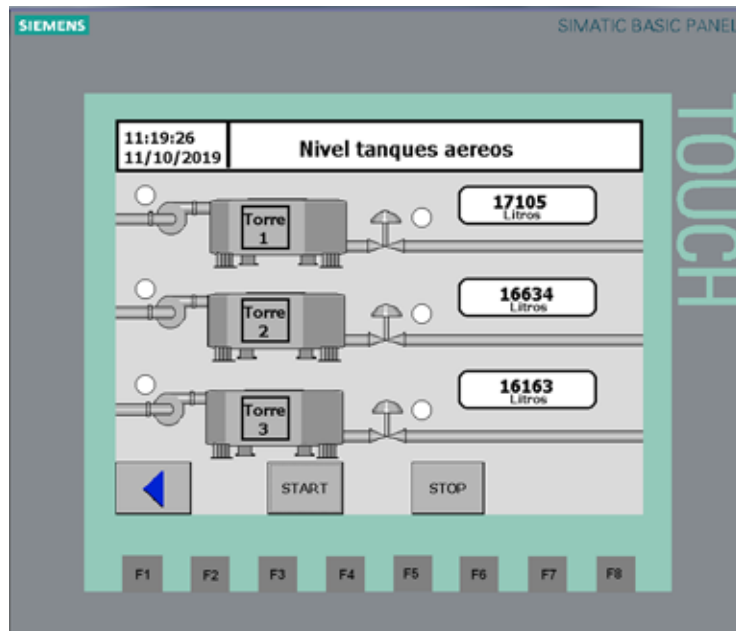 SIEMENS
SIMATIC BASIC PANEL
TOUCH
11:19:26
11/10/2019
Nivel tanques aereos
Torre
1
17105
Litros
Torre
2
16634
Litros
Torre
3
16163
Litros
START
STOP
F1 F2 F3 F4 F5 F6 F7 F8